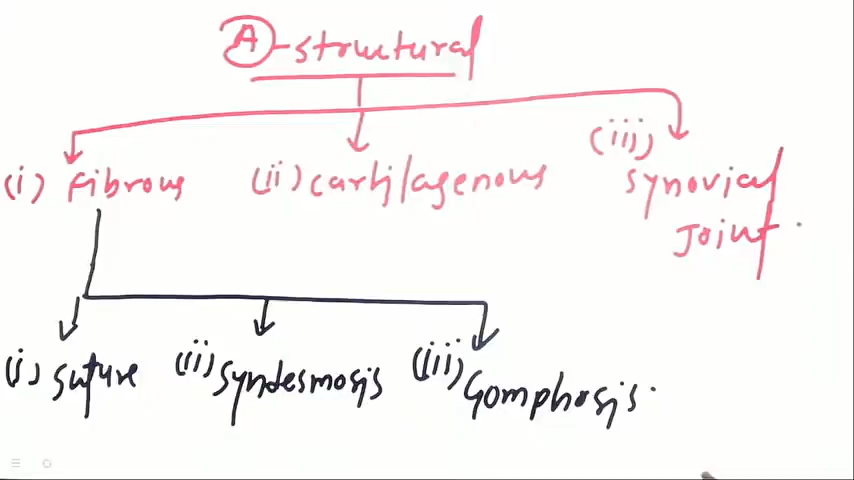 A-structural
(i) Fibrous (ii) cartilagenous (iii) synovial
Joint.
(i) Suture (ii) Syndesmosis (iii) Gomphosis.